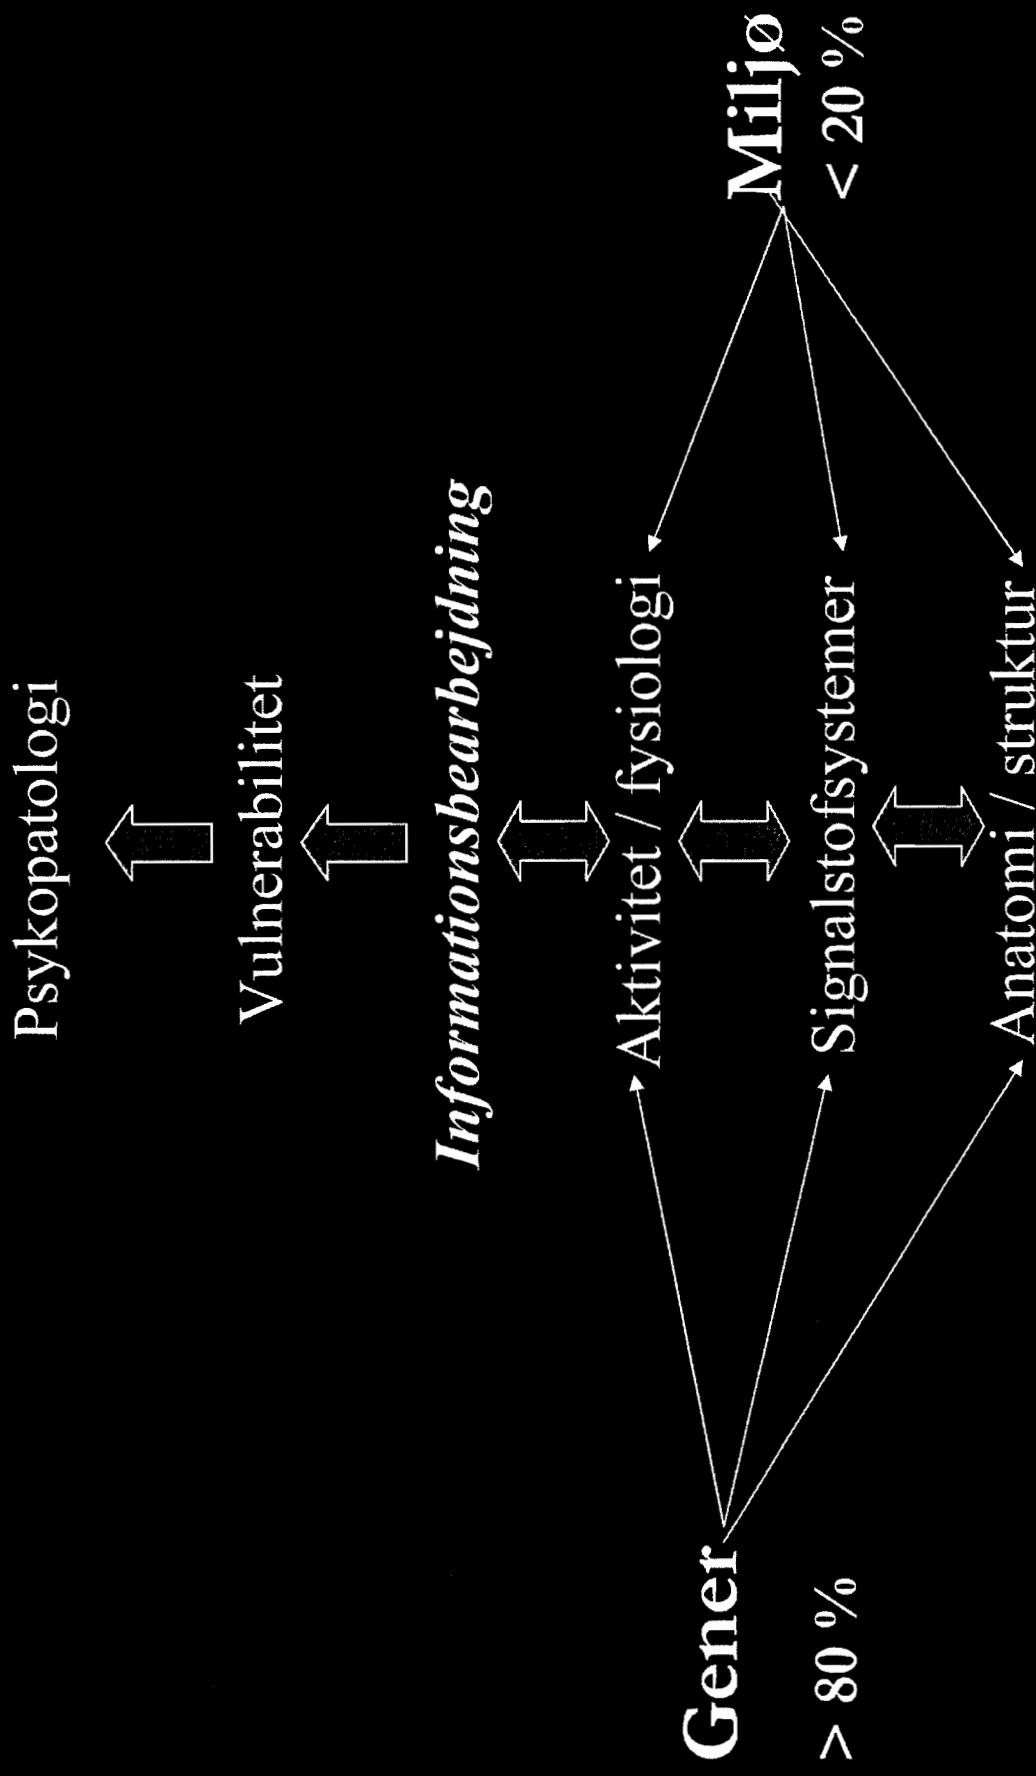 Psykopatologi
Vulnerabilitet
Informationsbearbejdning
Aktivitet / fysiologi
Gener
Miljø
> 80 %
Signalstofsystemer
< 20 %
Anatomi / struktur